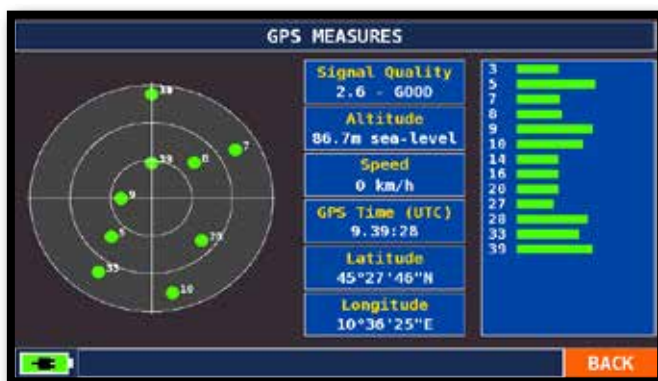 GPS MEASURES
7
8
39
9
5
33
10
Signal Quality
2.6 - GOOD
Altitude
86.7m sea-level
Speed
0 km/h
GPS Time (UTC)
9.39:28
Latitude
45°27'46"N
Longitude
10°36'25"E
3
5
7
8
9
10
14
16
20
27
28
33
39
BACK